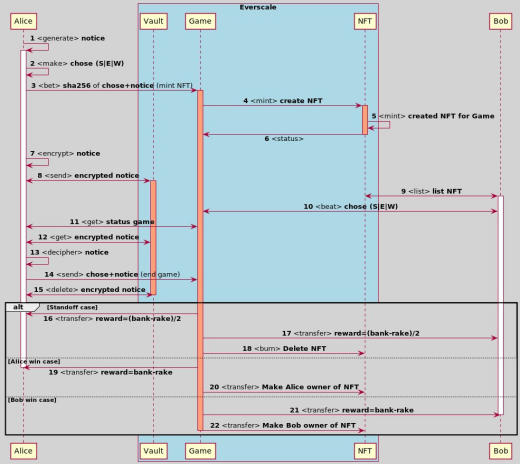 Everscale
Alice
Vault
Game
NFT
Bob
1 <generate> notice
2 <make> chose (S|E|W)
3 <bet> sha256 of chose+notice (mint NFT)
4 <mint> create NFT
5 <mint> created NFT for Game
6 <status>
7 <encrypt> notice
8 <send> encrypted notice
9 <list> list NFT
10 <beat> chose (S|E|W)
11 <get> status game
12 <get> encrypted notice
13 <decipher> notice
14 <send> chose+notice (end game)
15 <delete> encrypted notice
alt
[Standoff case]
16 <transfer> reward=(bank-rake)/2
17 <transfer> reward=(bank-rake)/2
18 <burn> Delete NFT
[Alice win case]
19 <transfer> reward=bank-rake
20 <transfer> Make Alice owner of NFT
[Bob win case]
21 <transfer> reward=bank-rake
22 <transfer> Make Bob owner of NFT
Alice
Vault
Game
NFT
Bob